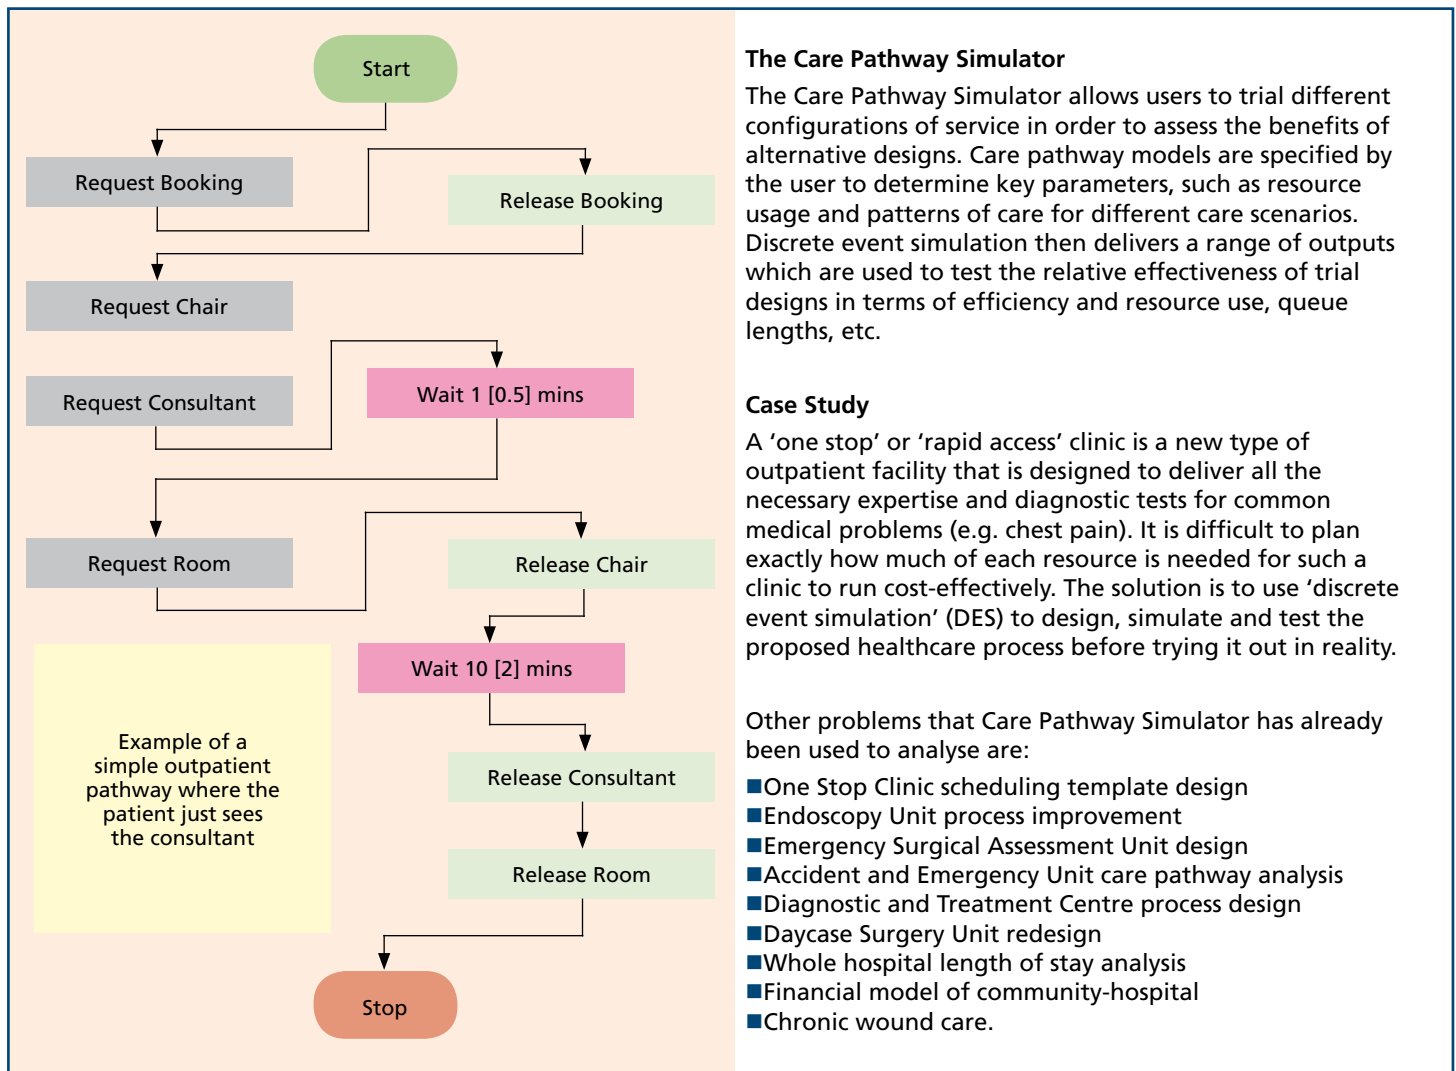 Start
Request Booking
Release Booking
Request Chair
Request Consultant
Wait 1 [0.5] mins
Request Room
Release Chair
Wait 10 [2] mins
Example of a
simple outpatient
pathway where the
patient just sees
the consultant
Release Consultant
Release Room
Stop
The Care Pathway Simulator
The Care Pathway Simulator allows users to trial different
configurations of service in order to assess the benefits of
alternative designs. Care pathway models are specified by
the user to determine key parameters, such as resource
usage and patterns of care for different care scenarios.
Discrete event simulation then delivers a range of outputs
which are used to test the relative effectiveness of trial
designs in terms of efficiency and resource use, queue
lengths, etc.
Case Study
A ‘one stop’ or ‘rapid access’ clinic is a new type of
outpatient facility that is designed to deliver all the
necessary expertise and diagnostic tests for common
medical problems (e.g. chest pain). It is difficult to plan
exactly how much of each resource is needed for such a
clinic to run cost-effectively. The solution is to use ‘discrete
event simulation’ (DES) to design, simulate and test the
proposed healthcare process before trying it out in reality.
Other problems that Care Pathway Simulator has already
been used to analyse are:
■One Stop Clinic scheduling template design
■Endoscopy Unit process improvement
■Emergency Surgical Assessment Unit design
■Accident and Emergency Unit care pathway analysis
■Diagnostic and Treatment Centre process design
■Daycase Surgery Unit redesign
■Whole hospital length of stay analysis
■Financial model of community-hospital
■Chronic wound care.